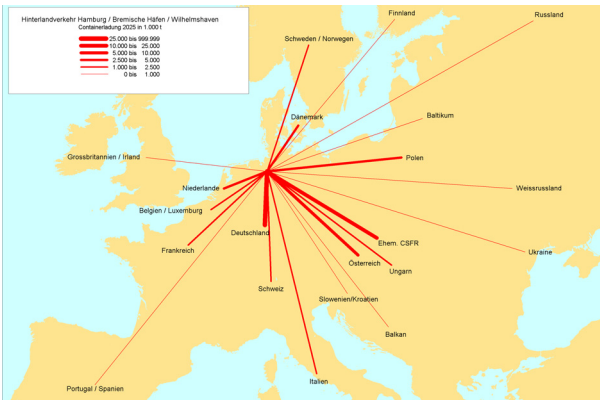 Hinterlandverkehr Hamburg / Bremische Häfen / Wilhelmshaven
Containerladung 2025 in 1.000 t
25.000 bis 999.999
10.000 bis 25.000
5.000 bis 10.000
2.500 bis 5.000
1.000 bis 2.500
0 bis 1.000
Finnland
Russland
Schweden / Norwegen
Dänemark
Baltikum
Grossbritannien / Irland
Polen
Niederlande
Weissrussland
Belgien / Luxemburg
Deutschland
Ehem. CSFR
Frankreich
Ukraine
Österreich
Ungarn
Schweiz
Slowenien/Kroatien
Balkan
Italien
Portugal / Spanien